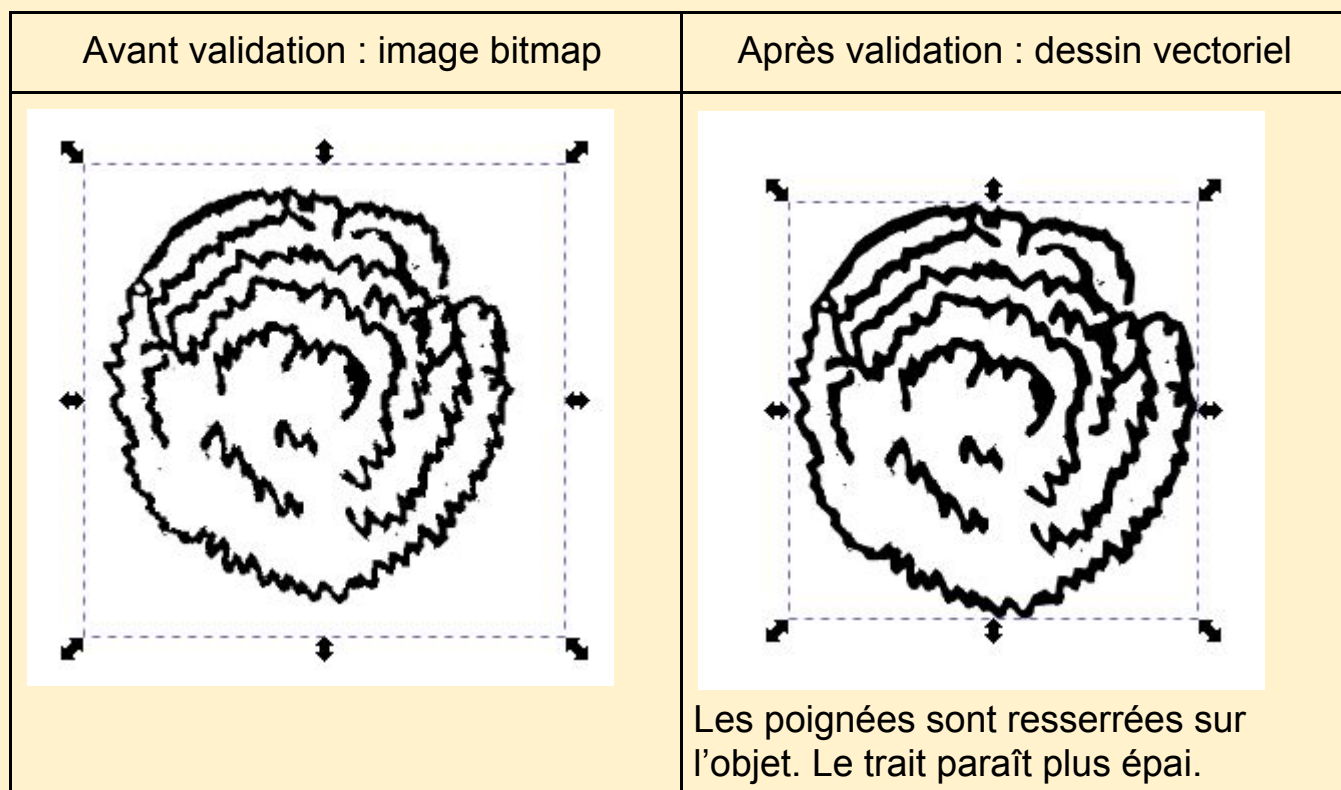 Avant validation : image bitmap
Après validation : dessin vectoriel
Les poignées sont resserrées sur
l’objet. Le trait paraît plus épai.